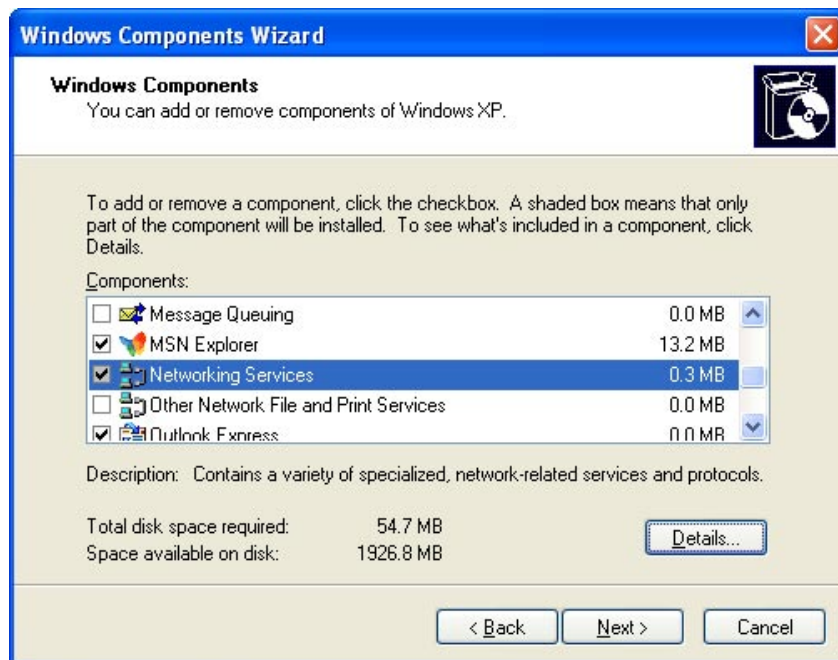 Windows Components Wizard
Windows Components
You can add or remove components of Windows XP.
To add or remove a component, click the checkbox. A shaded box means that only
part of the component will be installed. To see what's included in a component, click
Details.
Components:
Message Queuing 0.0 MB
MSN Explorer 13.2 MB
Networking Services 0.3 MB
Other Network File and Print Services 0.0 MB
Outlook Express 0.0 MB
Description: Contains a variety of specialized, network-related services and protocols.
Total disk space required: 54.7 MB
Space available on disk: 1926.8 MB
Details...
< Back Next > Cancel